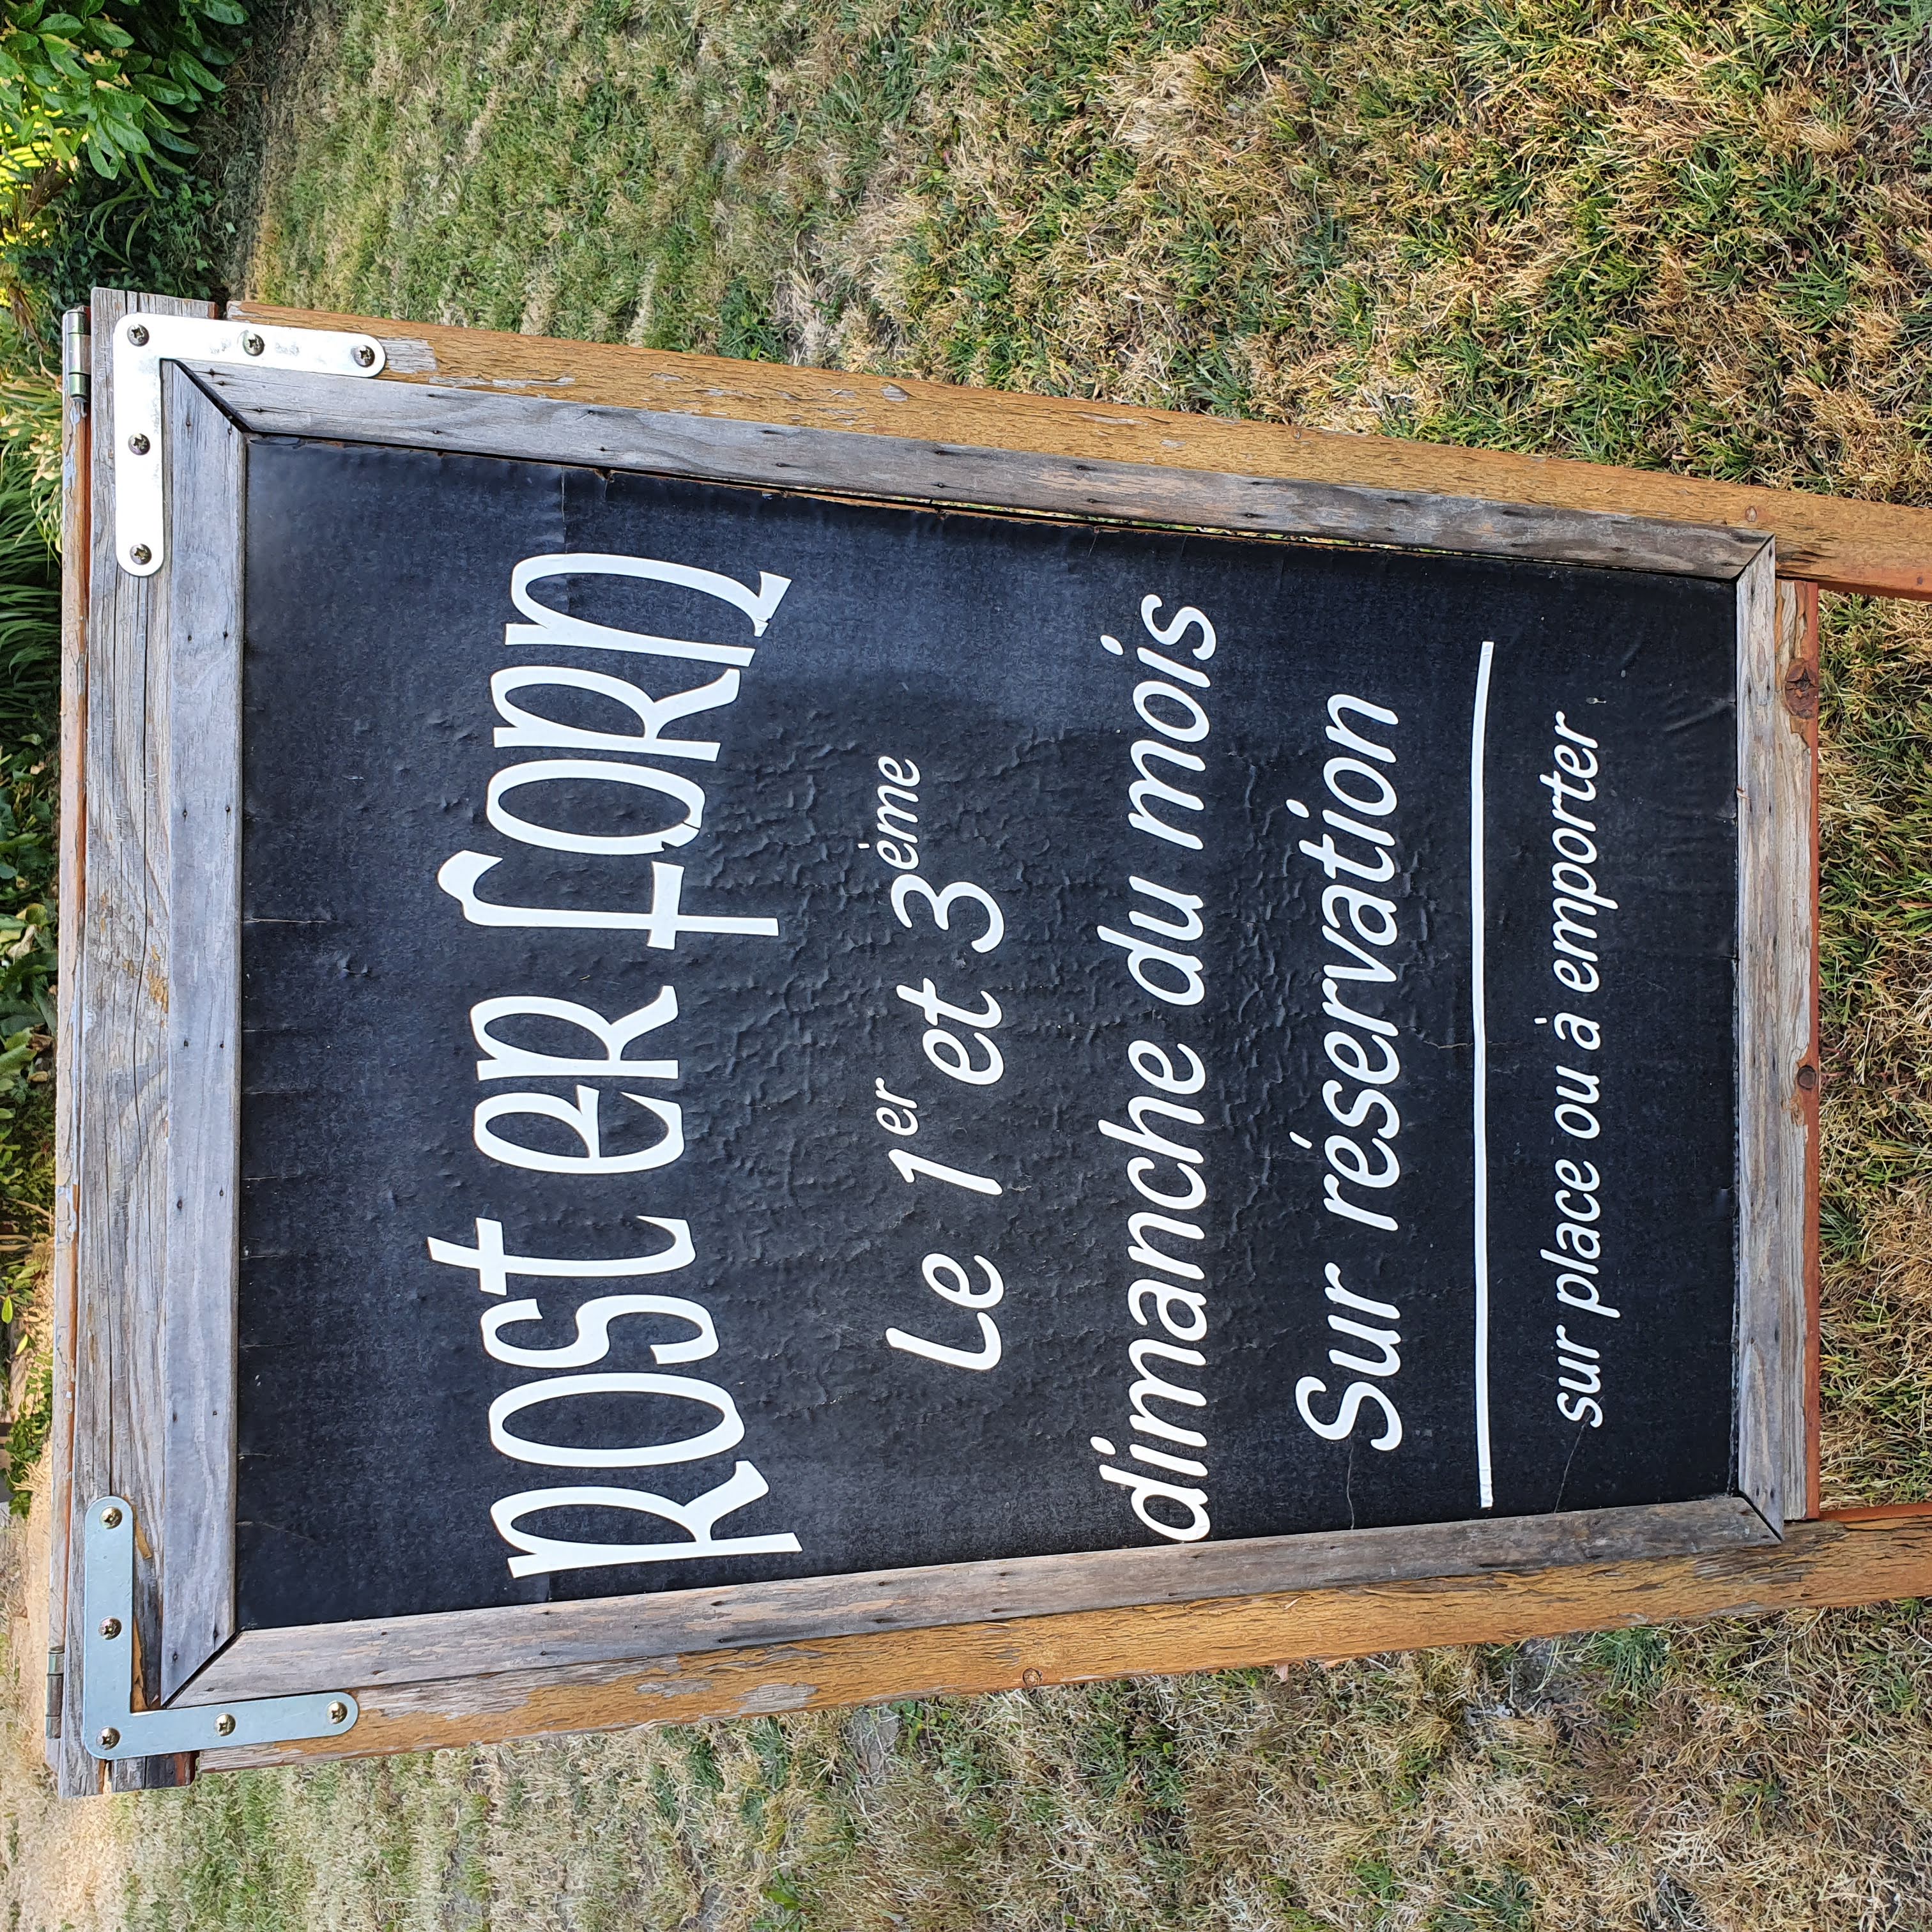 Rost er forn
Le 1er et 3ème
dimanche du mois
Sur réservation
sur place ou à emporter